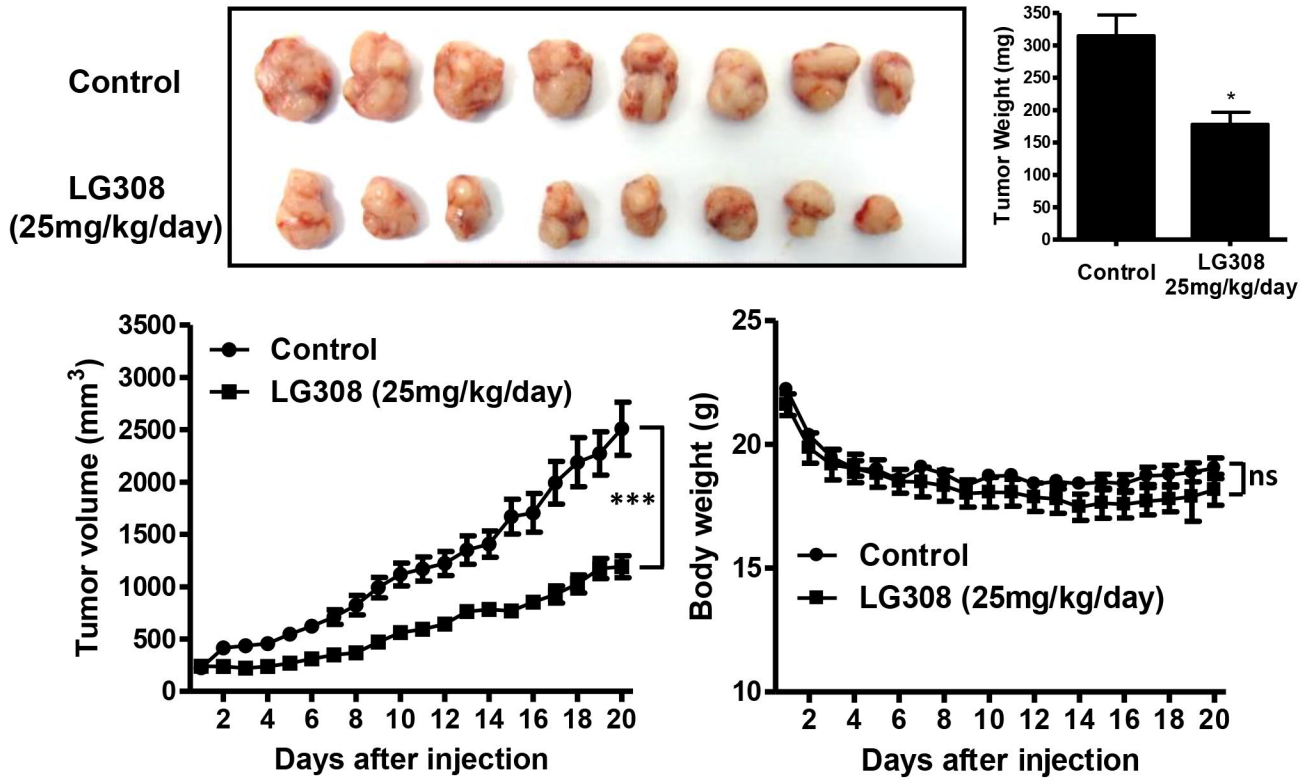 Control
LG308
(25mg/kg/day)
Tumor Weight (mg)
350
300
250
200
150
100
50
0
*
Control
LG308
25mg/kg/day
Tumor volume (mm³)
3500
3000
2500
2000
1500
1000
500
0
Control
LG308 (25mg/kg/day)
***
2 4 6 8 10 12 14 16 18 20
Days after injection
Body weight (g)
25
20
15
10
ns
Control
LG308 (25mg/kg/day)
2 4 6 8 10 12 14 16 18 20
Days after injection